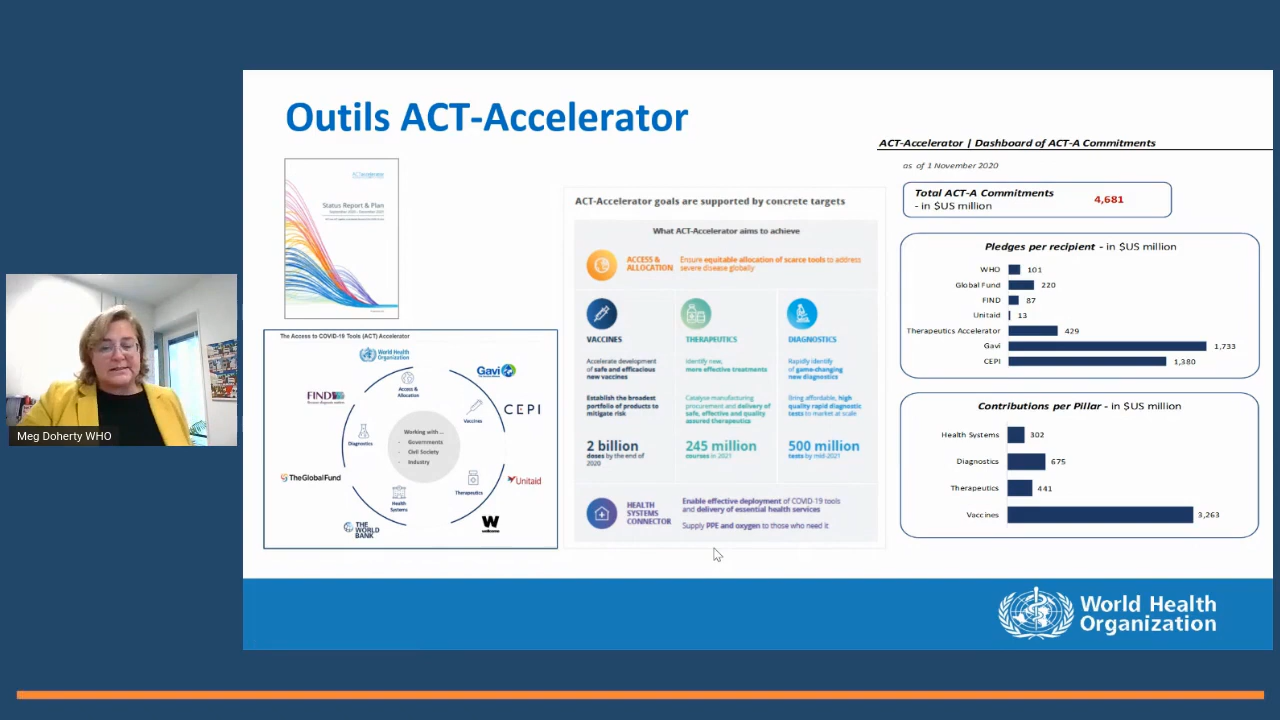 Outils ACT-Accelerator
Status Report & Plan
The Access to COVID-19 Tools (ACT) Accelerator
World Health
Organization
Gavi
FIND
CEPI
Access &
Allocation
Vaccines
Diagnostics
Working with ...
- Governments
- Civil Society
- Industry
TheGlobalFund
Health
Systems
Therapeutics
Unitaid
THE
WORLD
BANK
wellcome
ACT-Accelerator goals are supported by concrete targets
What ACT-Accelerator aims to achieve
ACCESS &
ALLOCATION
Ensure equitable allocation of scarce tools to address
severe disease globally
VACCINES
Accelerate development
of safe and efficacious
new vaccines
Establish the broadest
portfolio of products to
mitigate risk
2 billion
doses by the end of
2020
THERAPEUTICS
Identify new,
more effective treatments
Catalyse manufacturing
procurement and delivery of
safe, effective and quality
assured therapeutics
245 million
courses in 2021
DIAGNOSTICS
Rapidly identify
of game-changing
new diagnostics
Bring affordable, high
quality rapid diagnostic
tests to market at scale
500 million
tests by mid-2021
HEALTH
SYSTEMS
CONNECTOR
Enable effective deployment of COVID-19 tools
and delivery of essential health services
Supply PPE and oxygen to those who need it
ACT-Accelerator | Dashboard of ACT-A Commitments
as of 1 November 2020
Total ACT-A Commitments
- in $US million
4,681
Pledges per recipient - in $US million
WHO 101
Global Fund 220
FIND 87
Unitaid 13
Therapeutics Accelerator 429
Gavi 1,733
CEPI 1,380
Contributions per Pillar - in $US million
Health Systems 302
Diagnostics 675
Therapeutics 441
Vaccines 3,263
Meg Doherty WHO
World Health
Organization